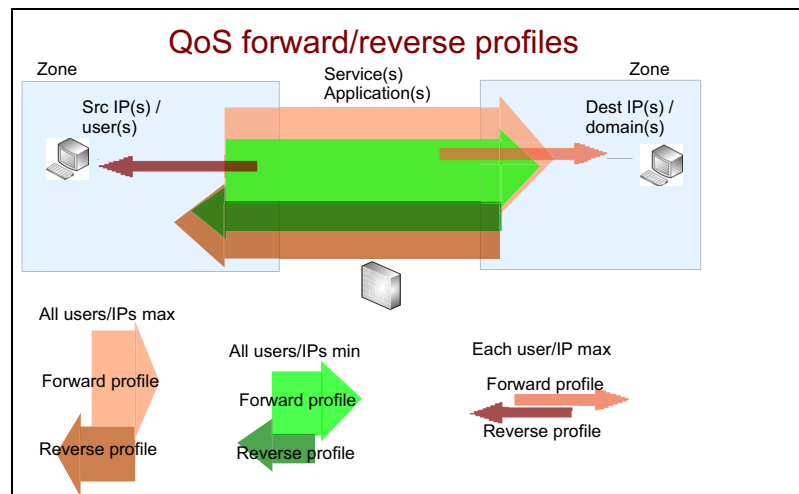 QoS forward/reverse profiles
Zone
Service(s)
Application(s)
Zone
Src IP(s) /
user(s)
Dest IP(s) /
domain(s)
All users/IPs max
Forward profile
Reverse profile
All users/IPs min
Forward profile
Reverse profile
Each user/IP max
Forward profile
Reverse profile